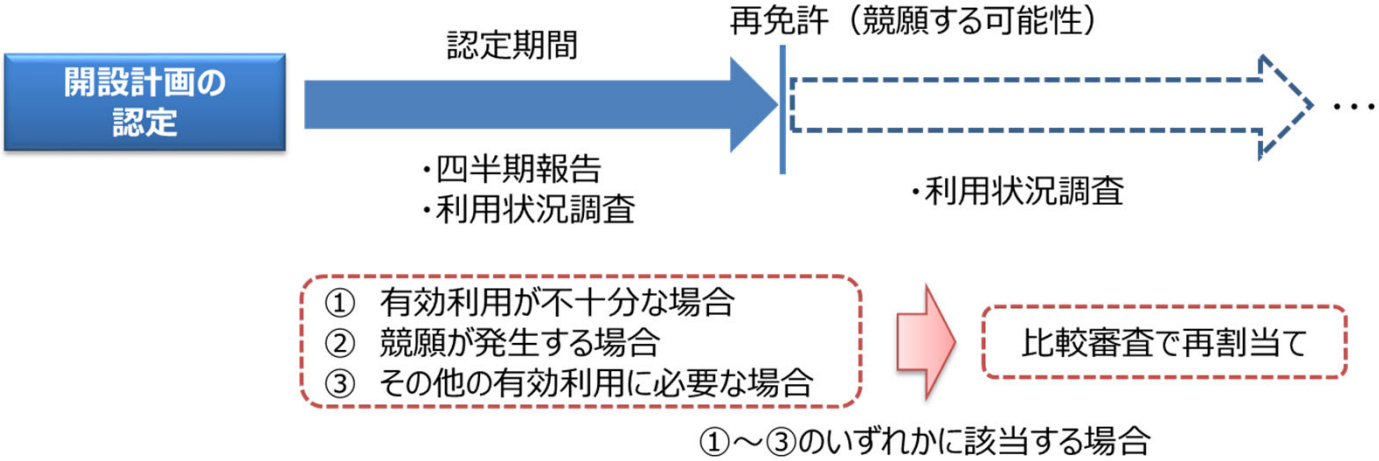 再免許（競願する可能性）
認定期間
開設計画の
認定
・・・
・四半期報告
・利用状況調査
・利用状況調査
① 有効利用が不十分な場合
② 競願が発生する場合
③ その他の有効利用に必要な場合
比較審査で再割当て
①～③のいずれかに該当する場合